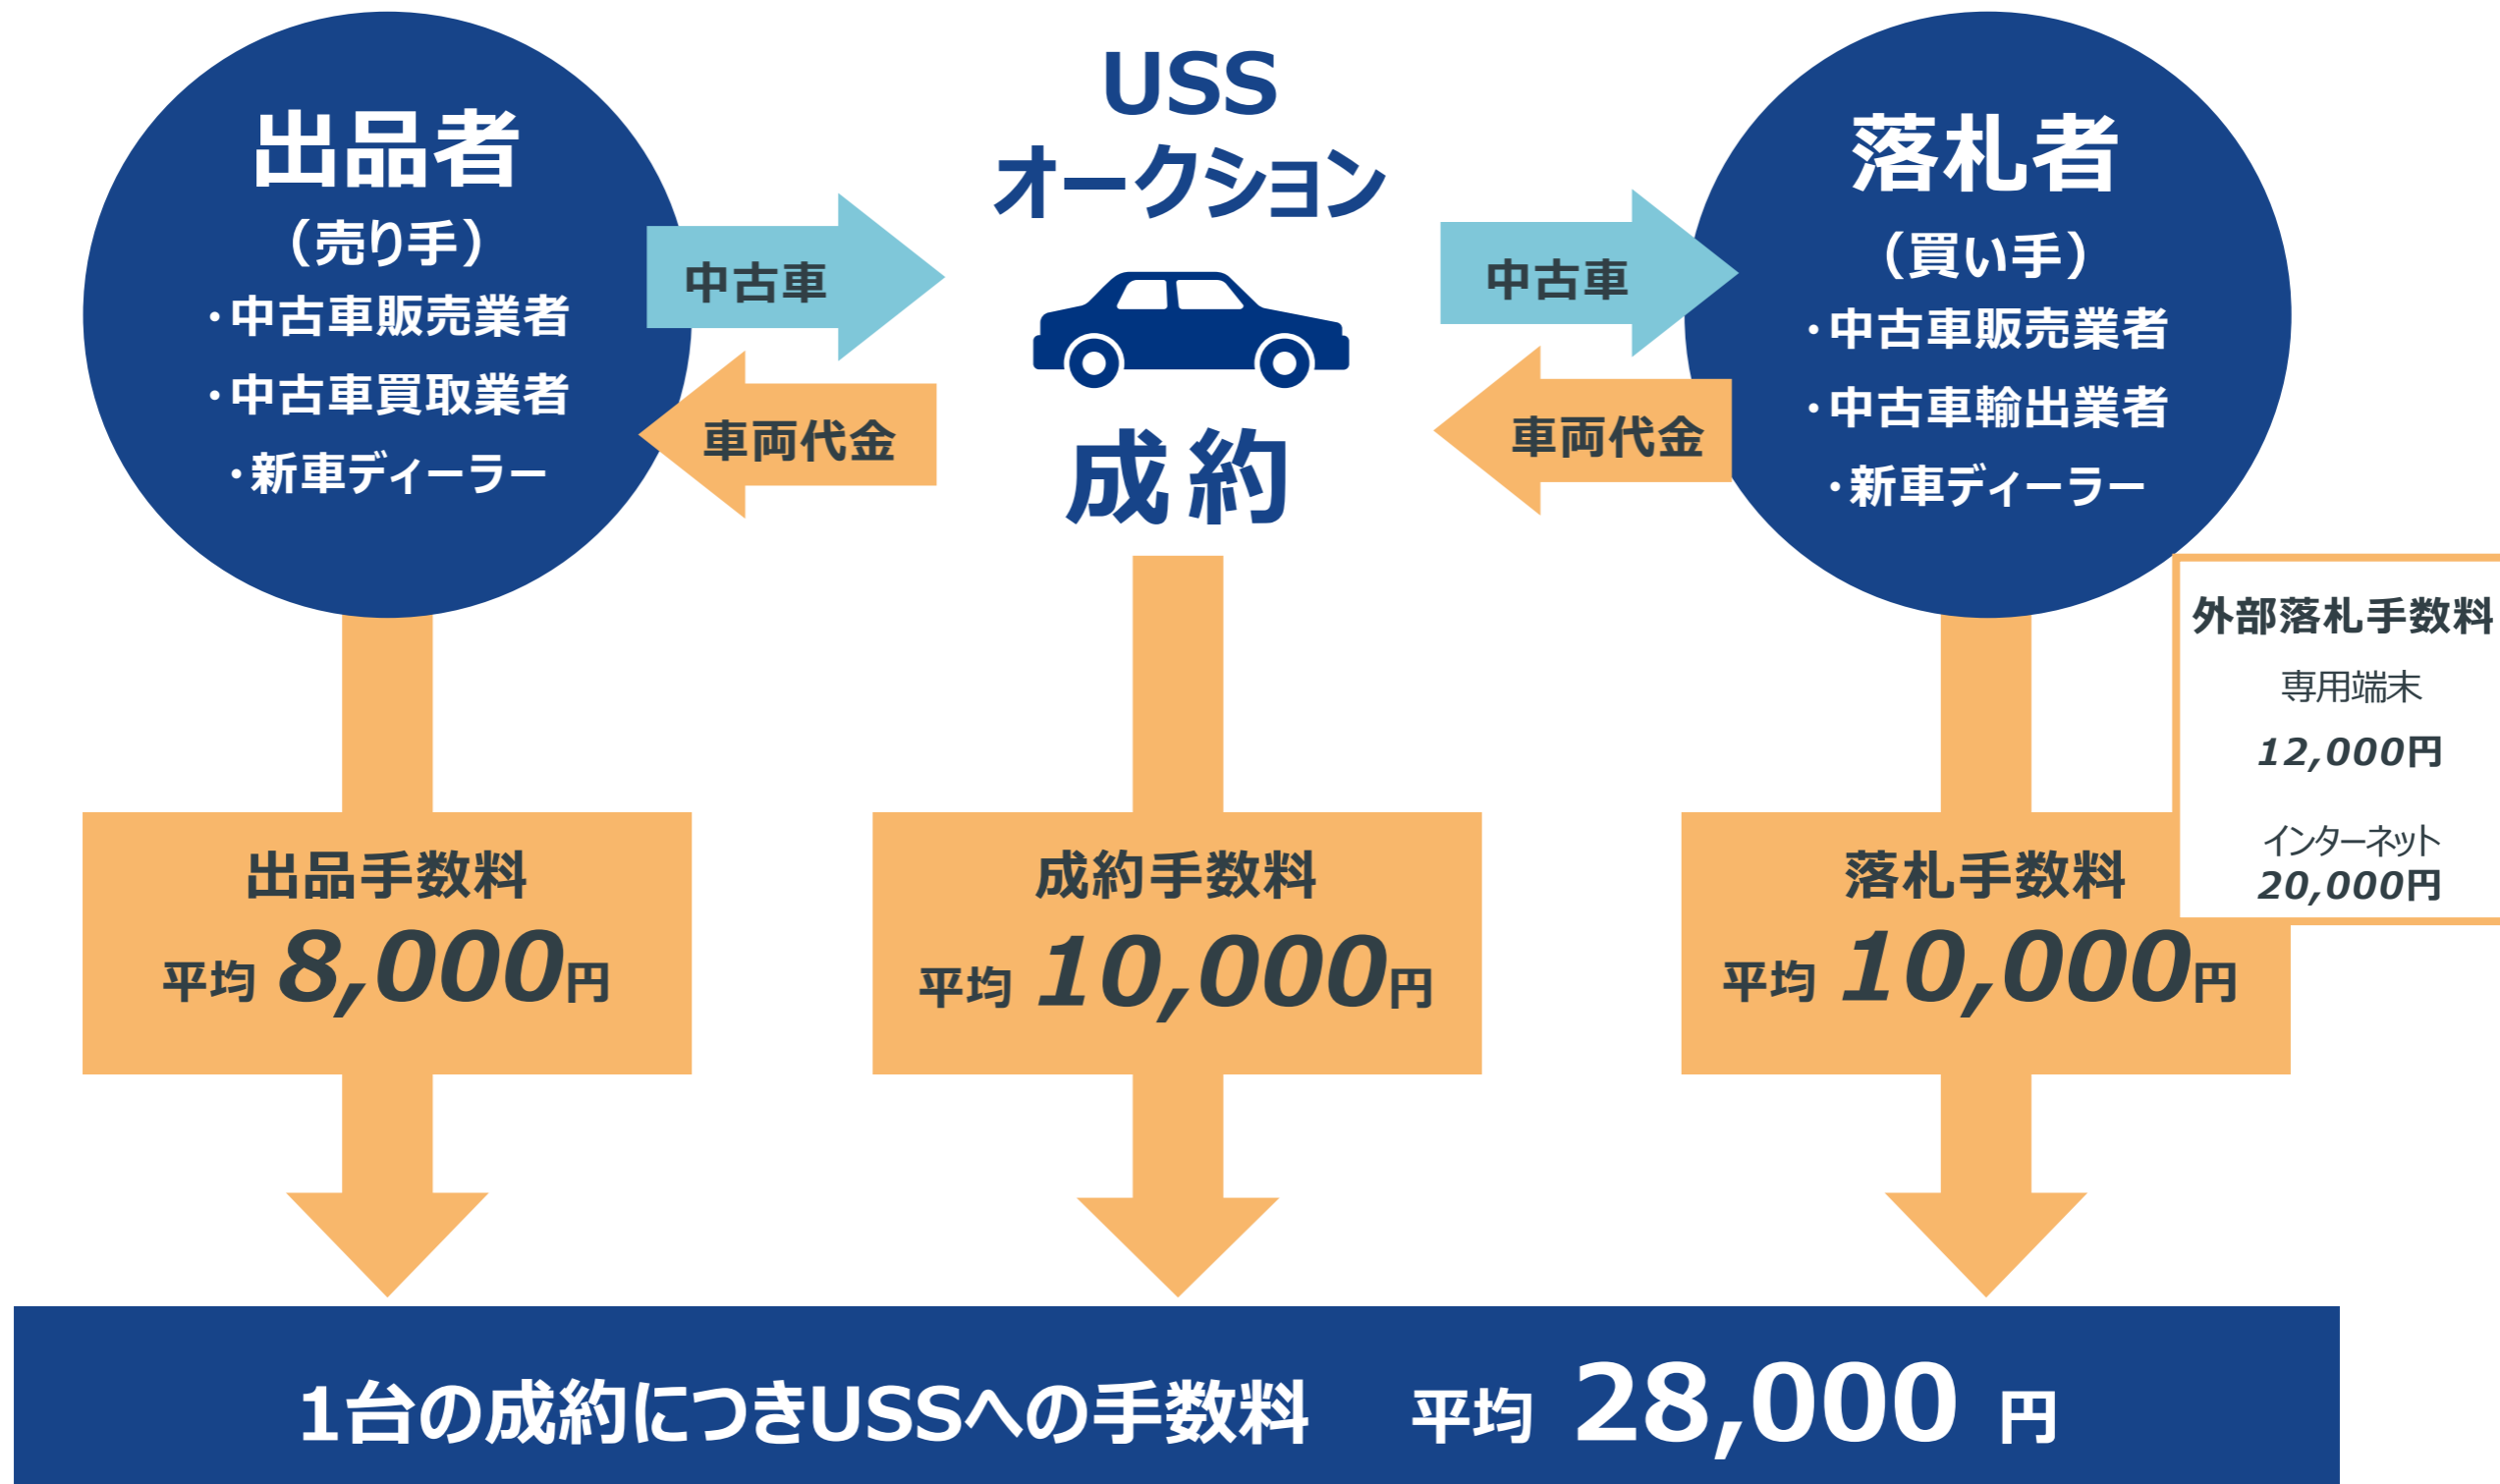 出品者
（売り手）
・中古車販売業者
・中古車買取業者
・新車ディーラー
中古車
車両代金
USS
オークション
成約
中古車
車両代金
落札者
（買い手）
・中古車販売業者
・中古車輸出業者
・新車ディーラー
外部落札手数料
専用端末
12,000円
インターネット
20,000円
出品手数料
平均 8,000円
成約手数料
平均 10,000円
落札手数料
平均 10,000円
1台の成約につきUSSへの手数料 平均 28,000 円